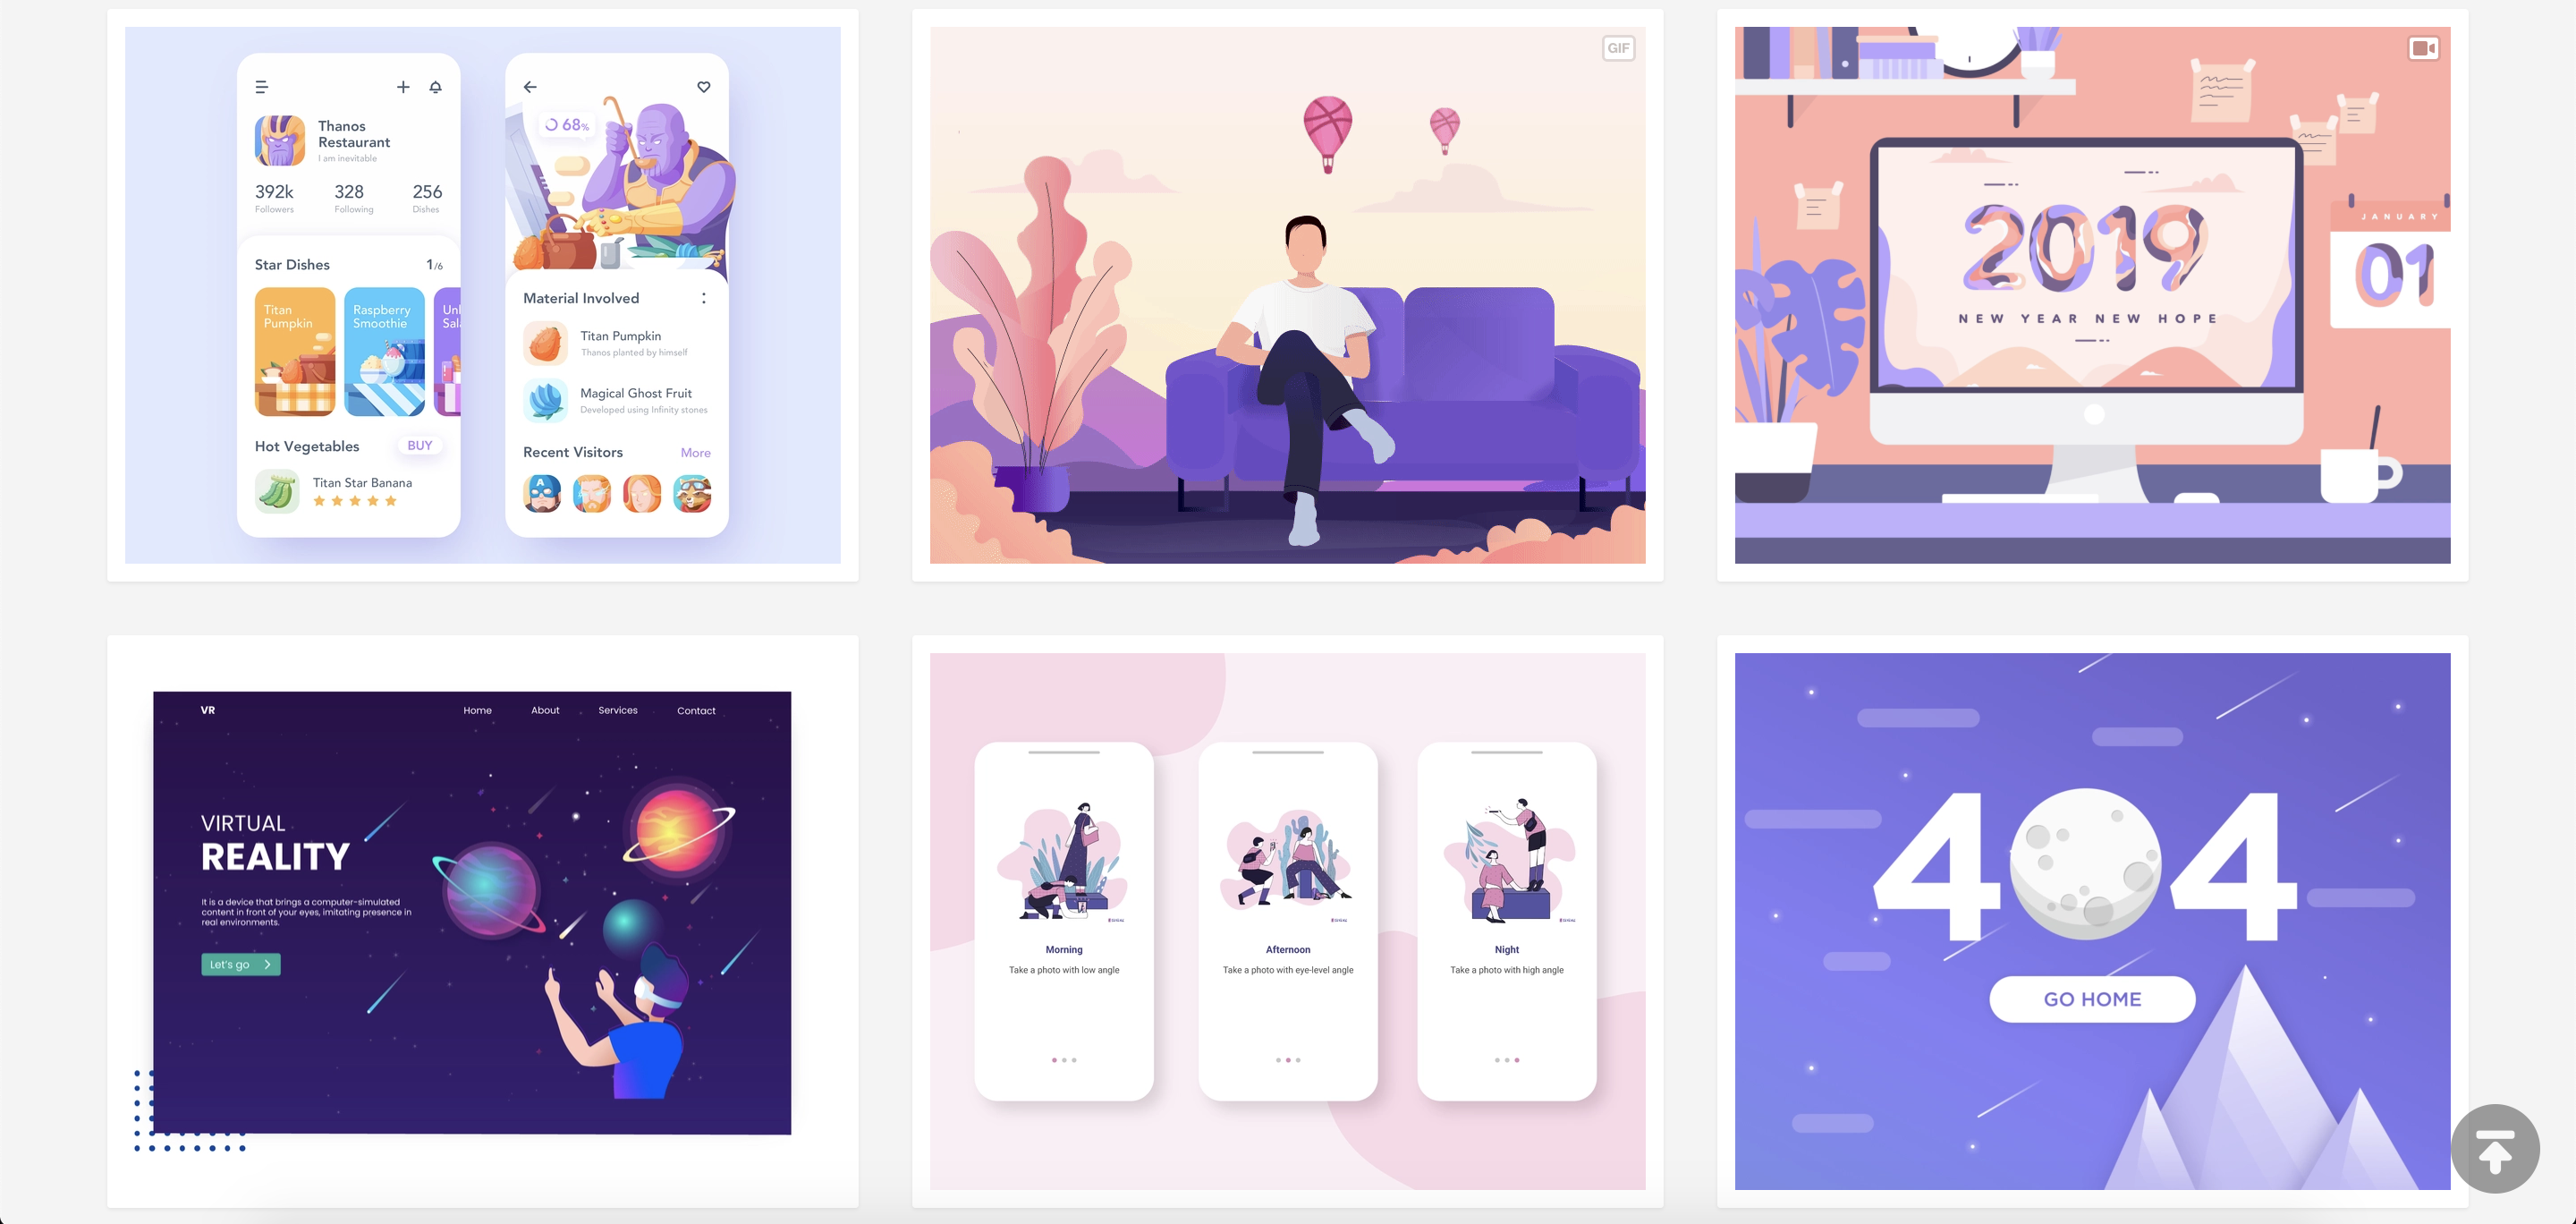 Thanos
Restaurant
I am inevitable
392k 328 256
Followers Following Dishes
Star Dishes 1/6
Titan
Pumpkin
Raspberry
Smoothie
Hot Vegetables BUY
Titan Star Banana
68%
Material Involved
Titan Pumpkin
Thanos planted by himself
Magical Ghost Fruit
Developed using Infinity stones
Recent Visitors More
A
GIF
2019
NEW YEAR NEW HOPE
JANUARY
01
VR Home About Services Contact
VIRTUAL
REALITY
It is a device that brings a computer-simulated
content in front of your eyes, imitating presence in
real environments.
Let's go
Morning
Take a photo with low angle
Afternoon
Take a photo with eye-level angle
Night
Take a photo with high angle
404
GO HOME